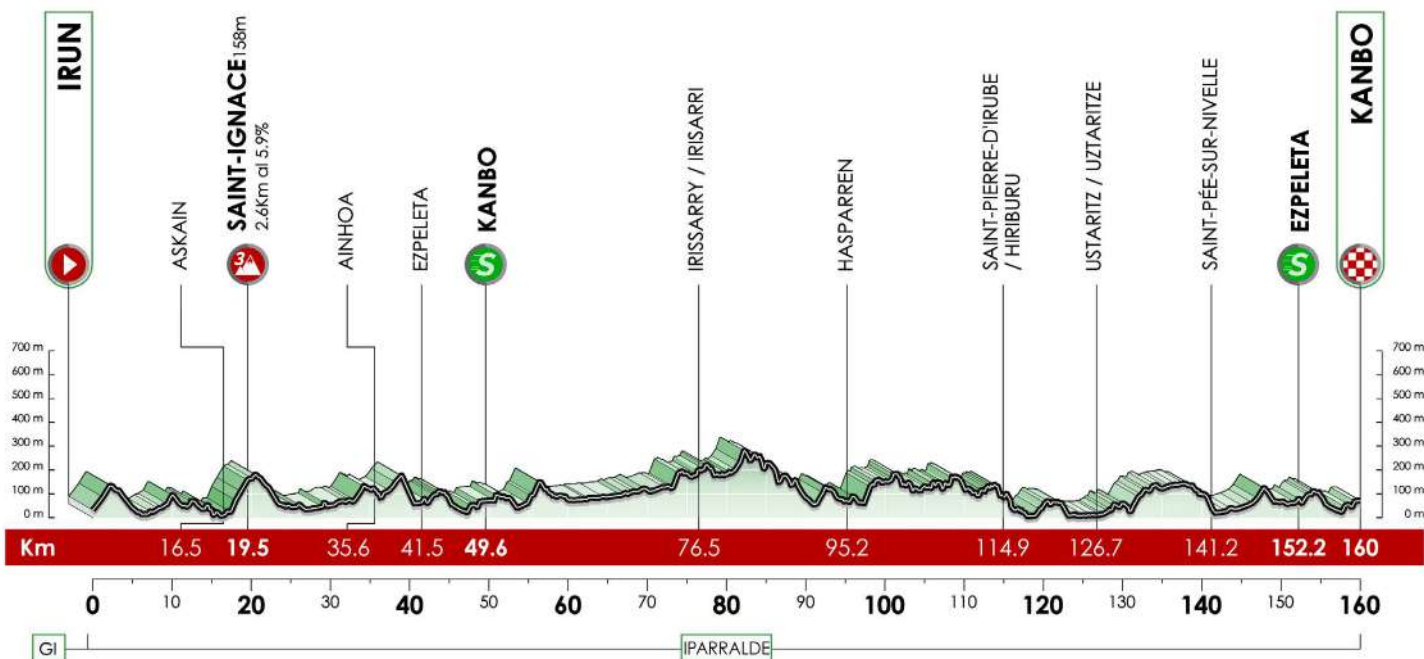 IRUN
ASKAIN
SAINT-IGNACE 158m
2.6Km al 5.9%
3
AINHOA
EZPELETA
KANBO
S
IRISSARRY / IRISARRI
HASPARREN
SAINT-PIERRE-D'IRUBE
/ HIRIBURU
USTARITZ / UZTARITZE
SAINT-PÉE-SUR-NIVELLE
EZPELETA
S
KANBO
700 m
600 m
500 m
400 m
300 m
200 m
100 m
0 m
700 m
600 m
500 m
400 m
300 m
200 m
100 m
0 m
Km 16.5 19.5 35.6 41.5 49.6 76.5 95.2 114.9 126.7 141.2 152.2 160
0 10 20 30 40 50 60 70 80 90 100 110 120 130 140 150 160
GI IPARRALDE